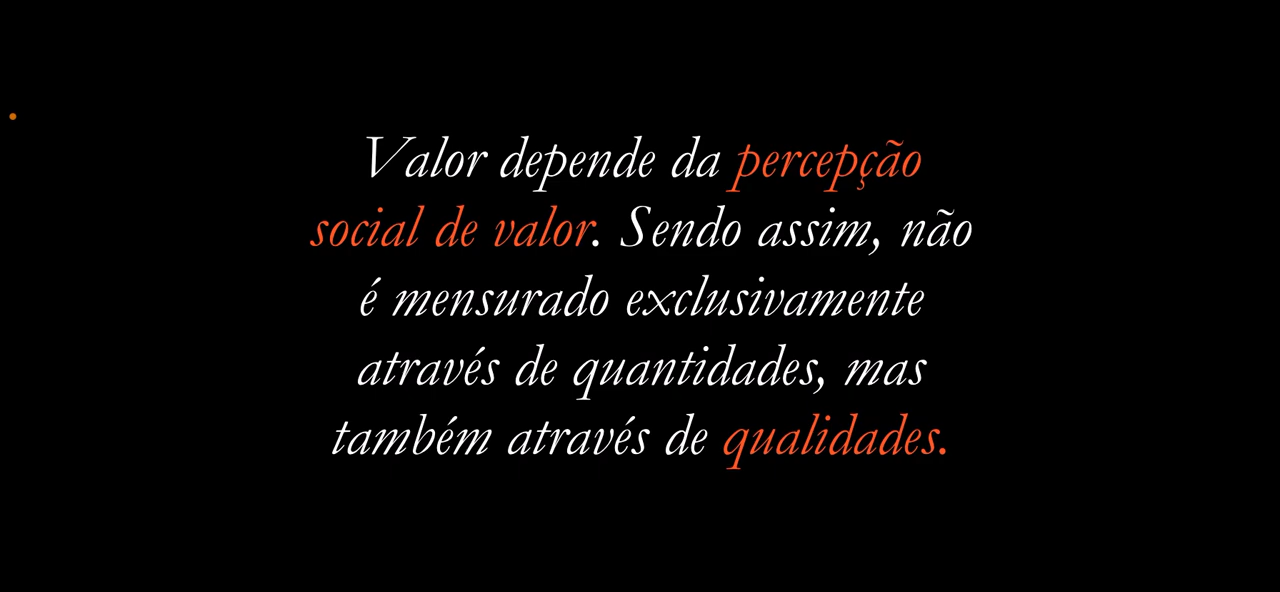 Valor depende da percepção
social de valor. Sendo assim, não
é mensurado exclusivamente
através de quantidades, mas
também através de qualidades.